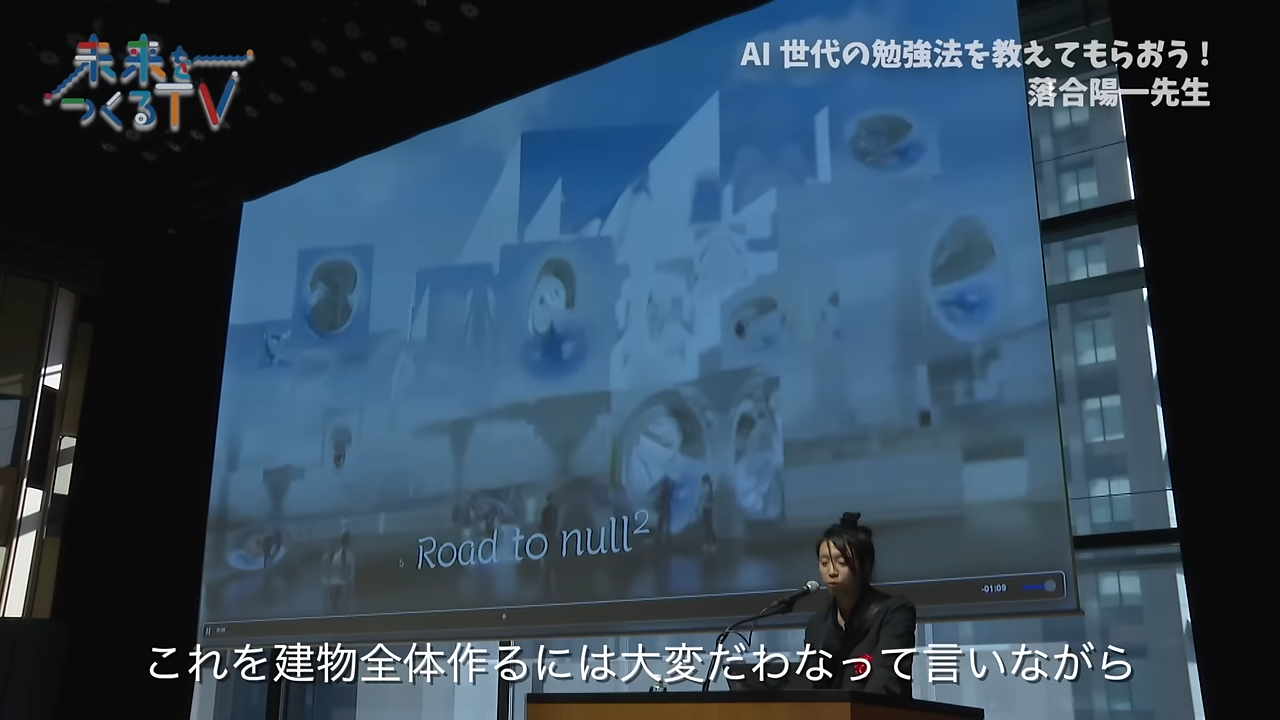 未来を
つくるTV
AI 世代の勉強法を教えてもらおう!
落合陽一先生
Road to null²
-01:09
これを建物全体作るには大変だわなって言いながら